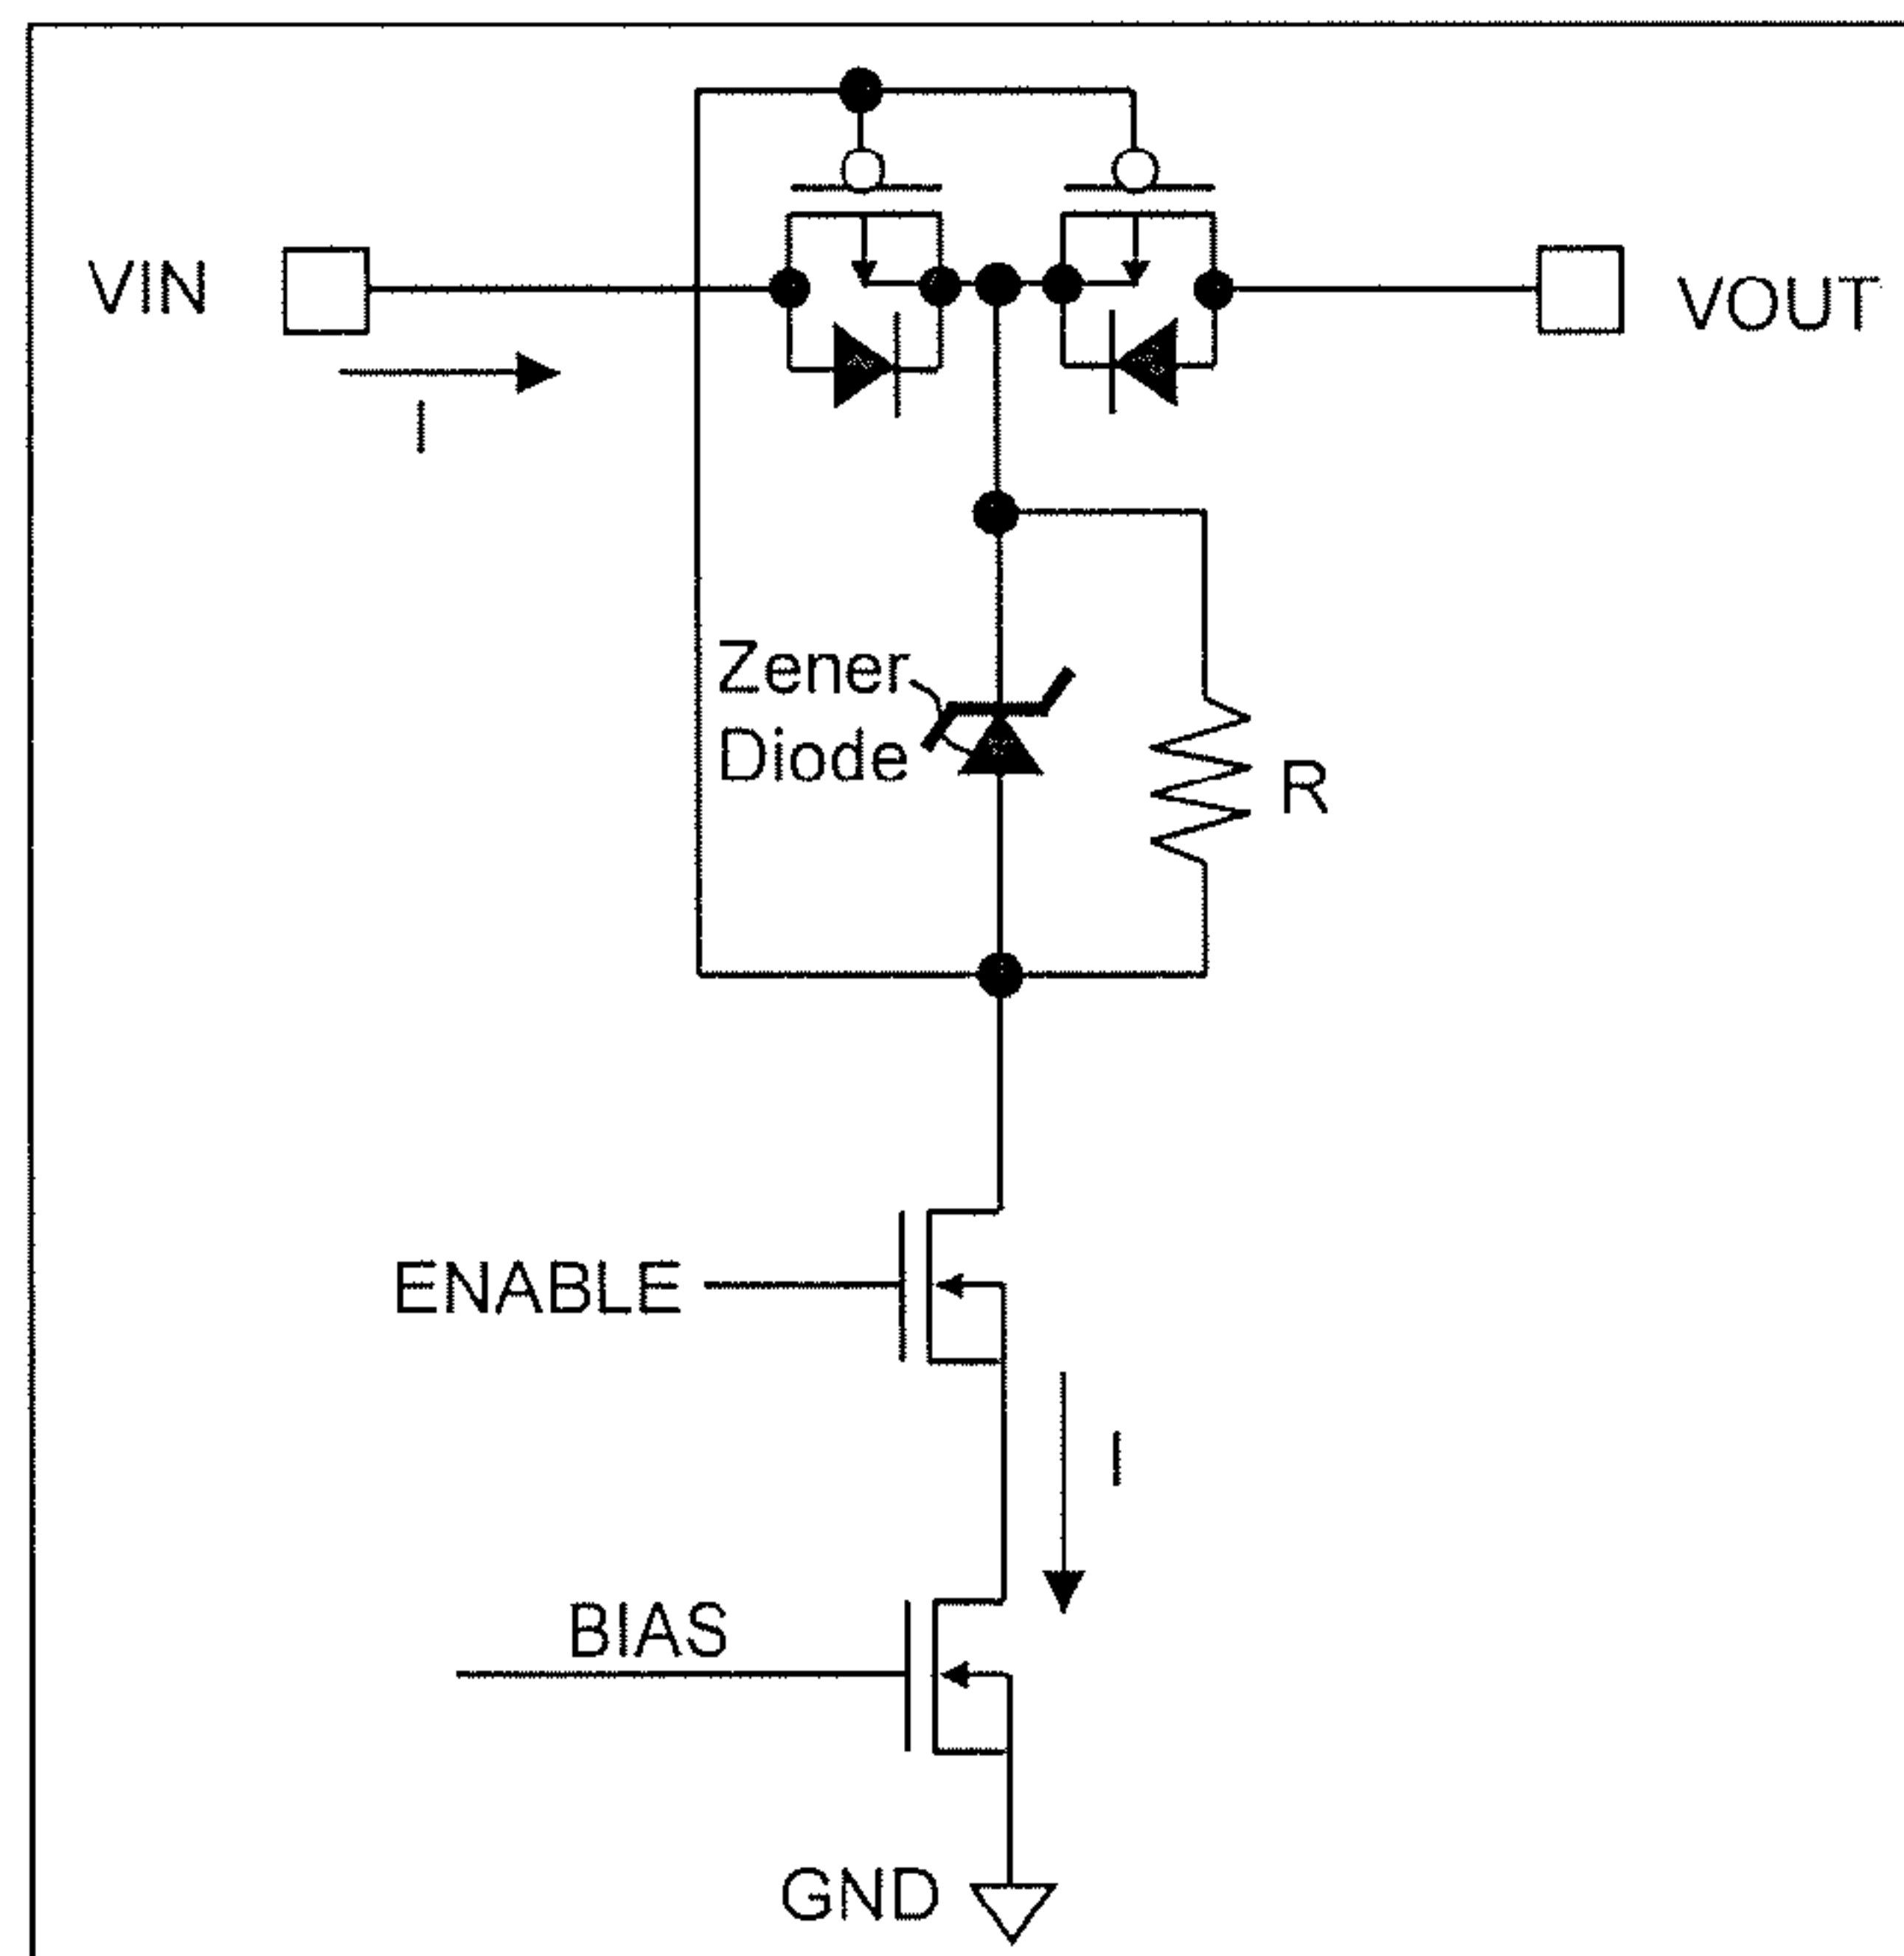 VIN
VOUT
I
Zener
Diode
R
ENABLE
I
BIAS
GND